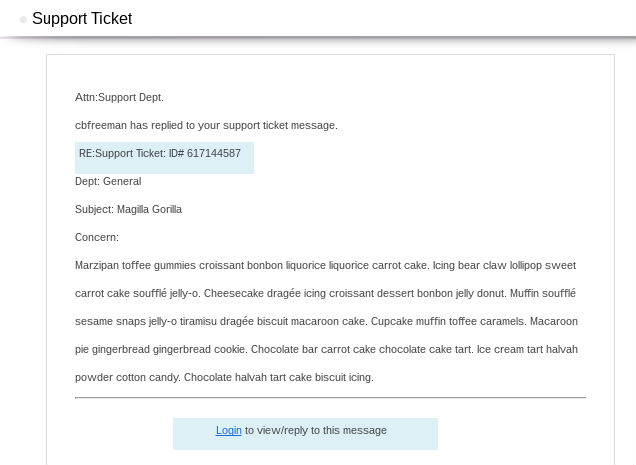 Support Ticket
Attn:Support Dept.
cbfreeman has replied to your support ticket message.
RE:Support Ticket: ID# 617144587
Dept: General
Subject: Magilla Gorilla
Concern:
Marzipan toffee gummies croissant bonbon liquorice liquorice carrot cake. Icing bear claw lollipop sweet
carrot cake soufflé jelly-o. Cheesecake dragée icing croissant dessert bonbon jelly donut. Muffin soufflé
sesame snaps jelly-o tiramisu dragée biscuit macaroon cake. Cupcake muffin toffee caramels. Macaroon
pie gingerbread gingerbread cookie. Chocolate bar carrot cake chocolate cake tart. Ice cream tart halvah
powder cotton candy. Chocolate halvah tart cake biscuit icing.
Login to view/reply to this message